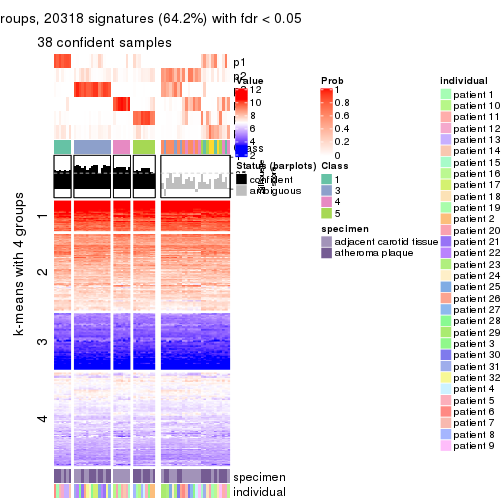 roups, 20318 signatures (64.2%) with fdr < 0.05
38 confident samples
p1
p2
Value
12
10
8
6
4
2
Prob
1
0.8
0.6
0.4
0.2
0
Status (barplots)
confident
ambiguous
Class
1
3
4
5
specimen
adjacent carotid tissue
atheroma plaque
individual
patient 1
patient 10
patient 11
patient 12
patient 13
patient 14
patient 15
patient 16
patient 17
patient 18
patient 19
patient 2
patient 20
patient 21
patient 22
patient 23
patient 24
patient 25
patient 26
patient 27
patient 28
patient 29
patient 3
patient 30
patient 31
patient 32
patient 4
patient 5
patient 6
patient 7
patient 8
patient 9
k-means with 4 groups
1
2
3
4
specimen
individual